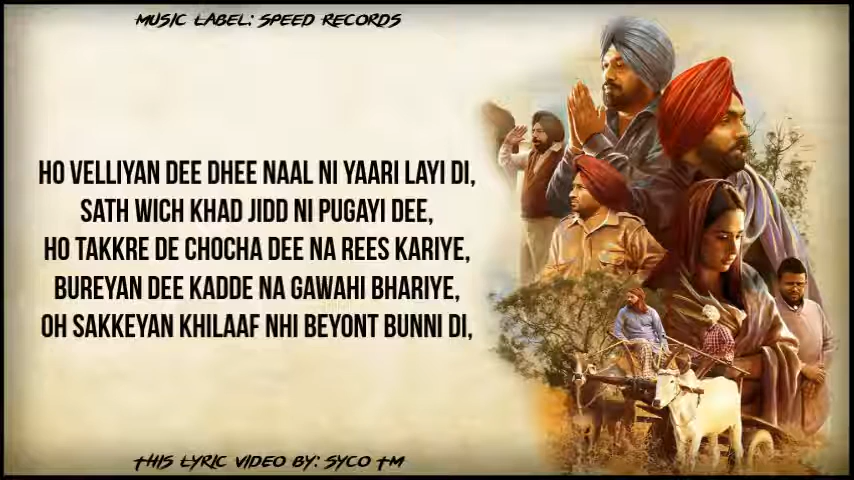 MUSIC LABEL: SPEED RECORDS
HO VELLIYAN DEE DHEE NAAL NI YAARI LAYI DI,
SATH WICH KHAD JIDD NI PUGAYI DEE,
HO TAKKRE DE CHOCHA DEE NA REES KARIYE,
BUREYAN DEE KADDE NA GAWAHI BHARIYE,
OH SAKKEYAN KHILAAF NHI BEYONT BUNNI DI,
THIS LYRIC VIDEO BY: SYCO TM